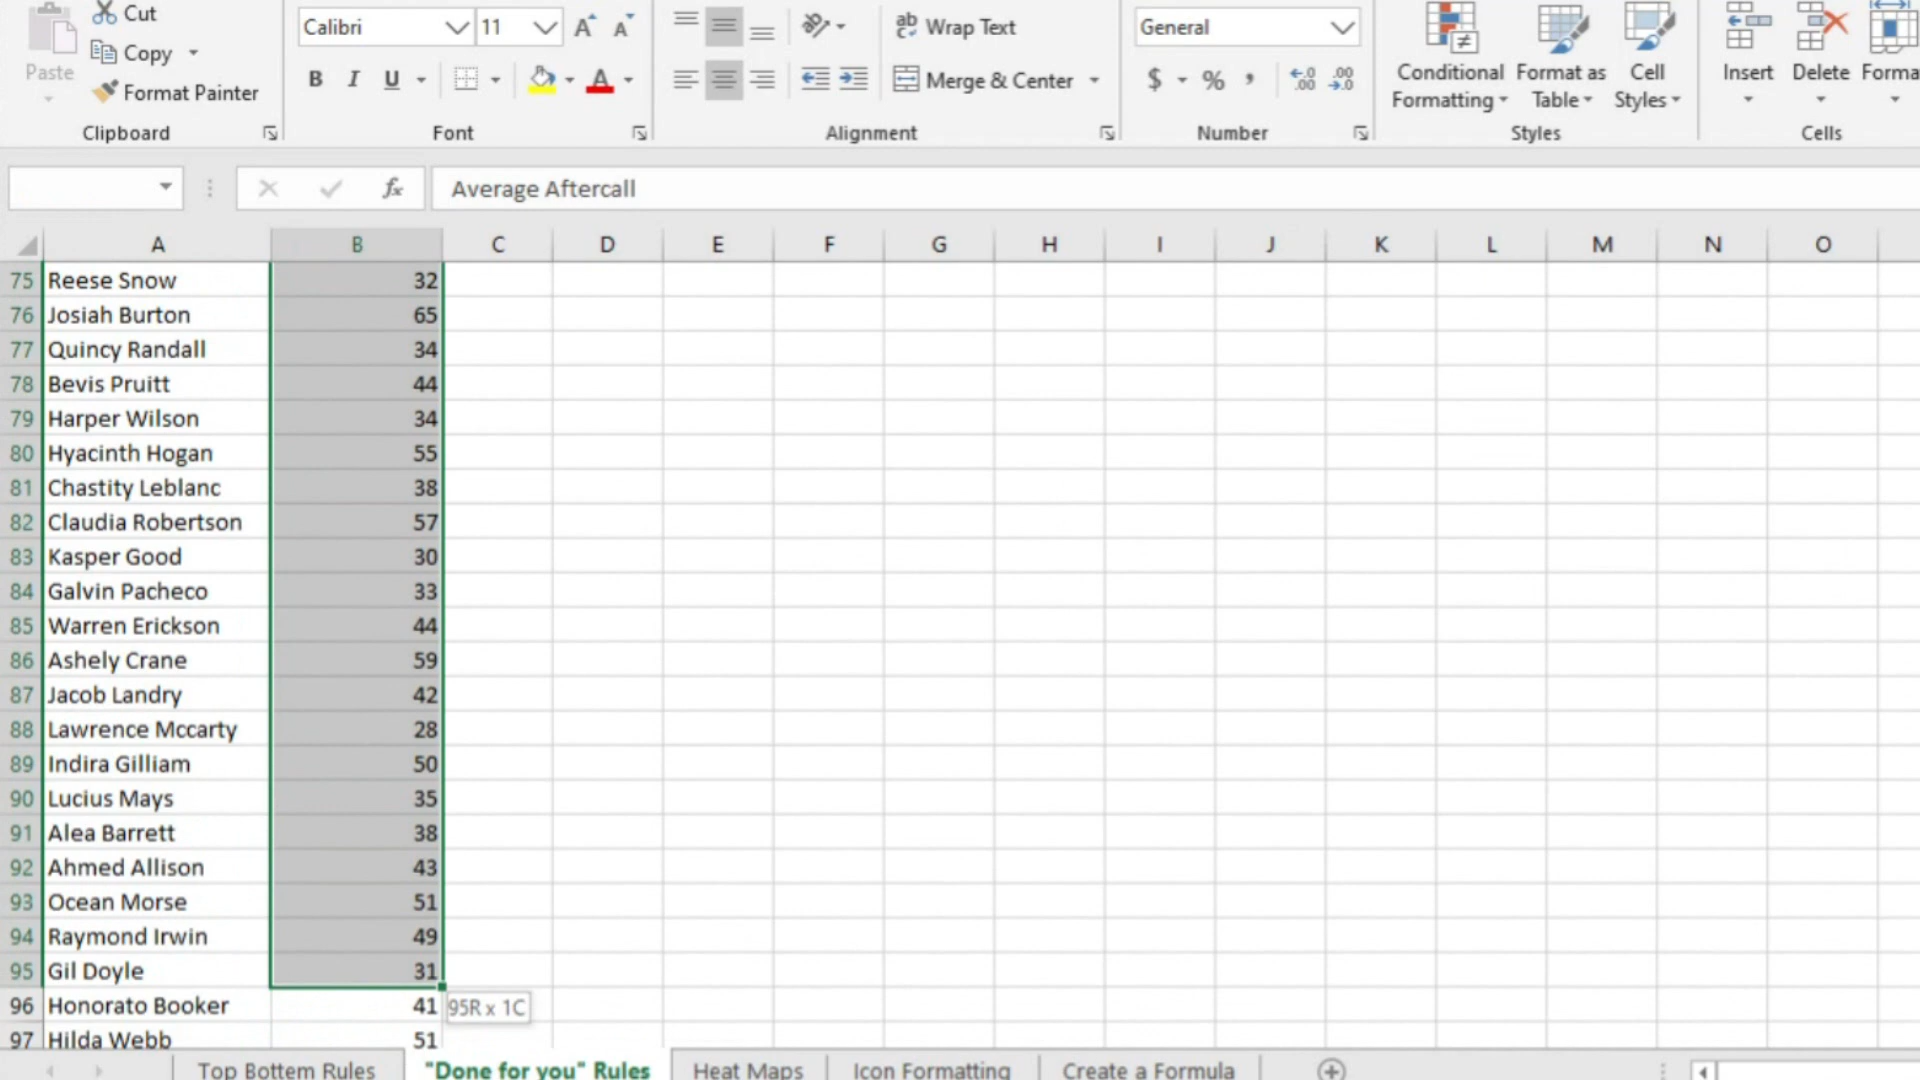 Cut
Copy
Paste
Format Painter
Clipboard
Calibri 11 A A
B I U A
Font
ab Wrap Text
Merge & Center
Alignment
General
$ % , .0 .00 .00 .0
Number
Conditional Formatting
Format as Table
Cell Styles
Styles
Insert Delete Forma
Cells
fx Average Aftercall
A B C D E F G H I J K L M N O
75 Reese Snow 32
76 Josiah Burton 65
77 Quincy Randall 34
78 Bevis Pruitt 44
79 Harper Wilson 34
80 Hyacinth Hogan 55
81 Chastity Leblanc 38
82 Claudia Robertson 57
83 Kasper Good 30
84 Galvin Pacheco 33
85 Warren Erickson 44
86 Ashely Crane 59
87 Jacob Landry 42
88 Lawrence Mccarty 28
89 Indira Gilliam 50
90 Lucius Mays 35
91 Alea Barrett 38
92 Ahmed Allison 43
93 Ocean Morse 51
94 Raymond Irwin 49
95 Gil Doyle 31
96 Honorato Booker 41 95R x 1C
97 Hilda Webb 51
Top Bottem Rules "Done for you" Rules Heat Maps Icon Formatting Create a Formula